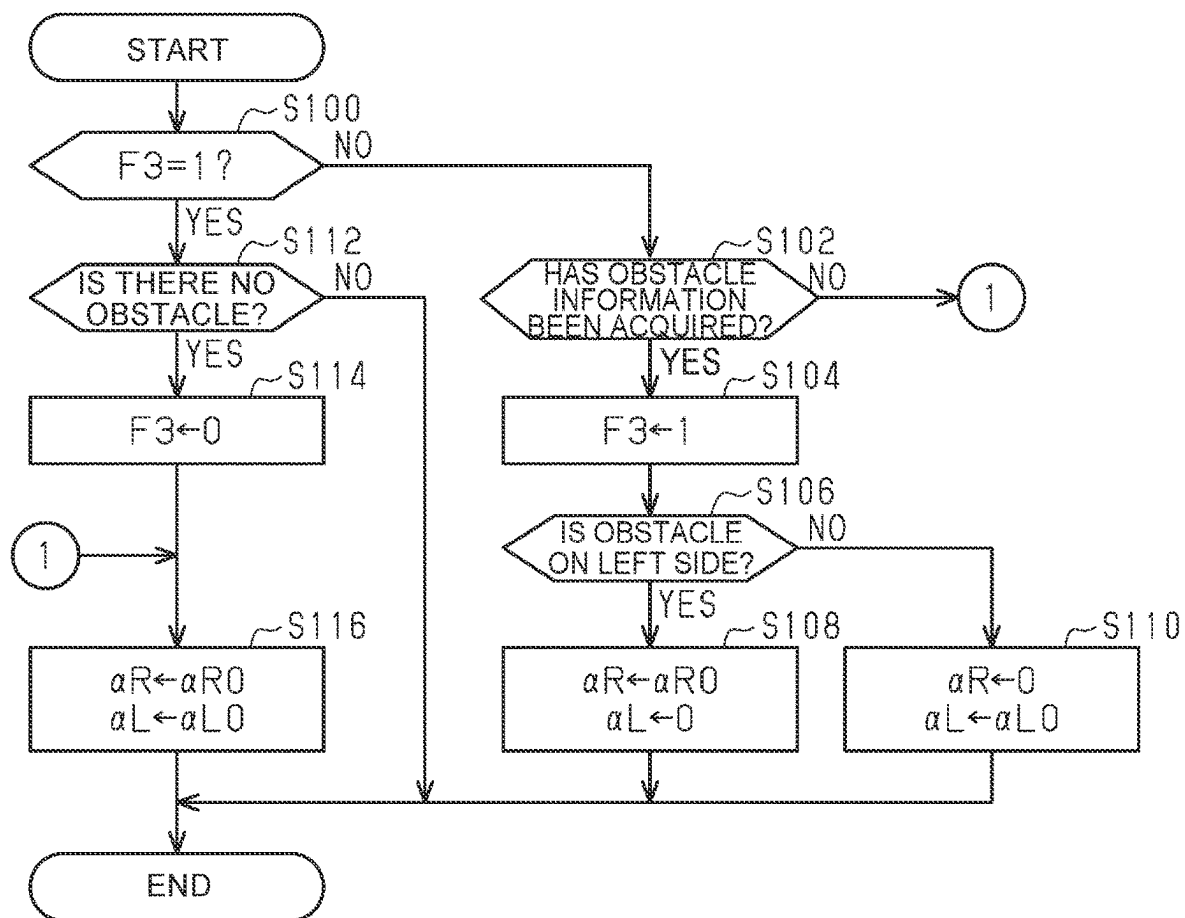 START
S100
F3=1?
NO
YES
S112
IS THERE NO
OBSTACLE?
NO
YES
S102
HAS OBSTACLE
INFORMATION
BEEN ACQUIRED?
NO
1
YES
S114
F3←0
S104
F3←1
S106
IS OBSTACLE
ON LEFT SIDE?
NO
YES
1
S116
αR←αR0
αL←αL0
S108
αR←αR0
αL←0
S110
αR←0
αL←αL0
END